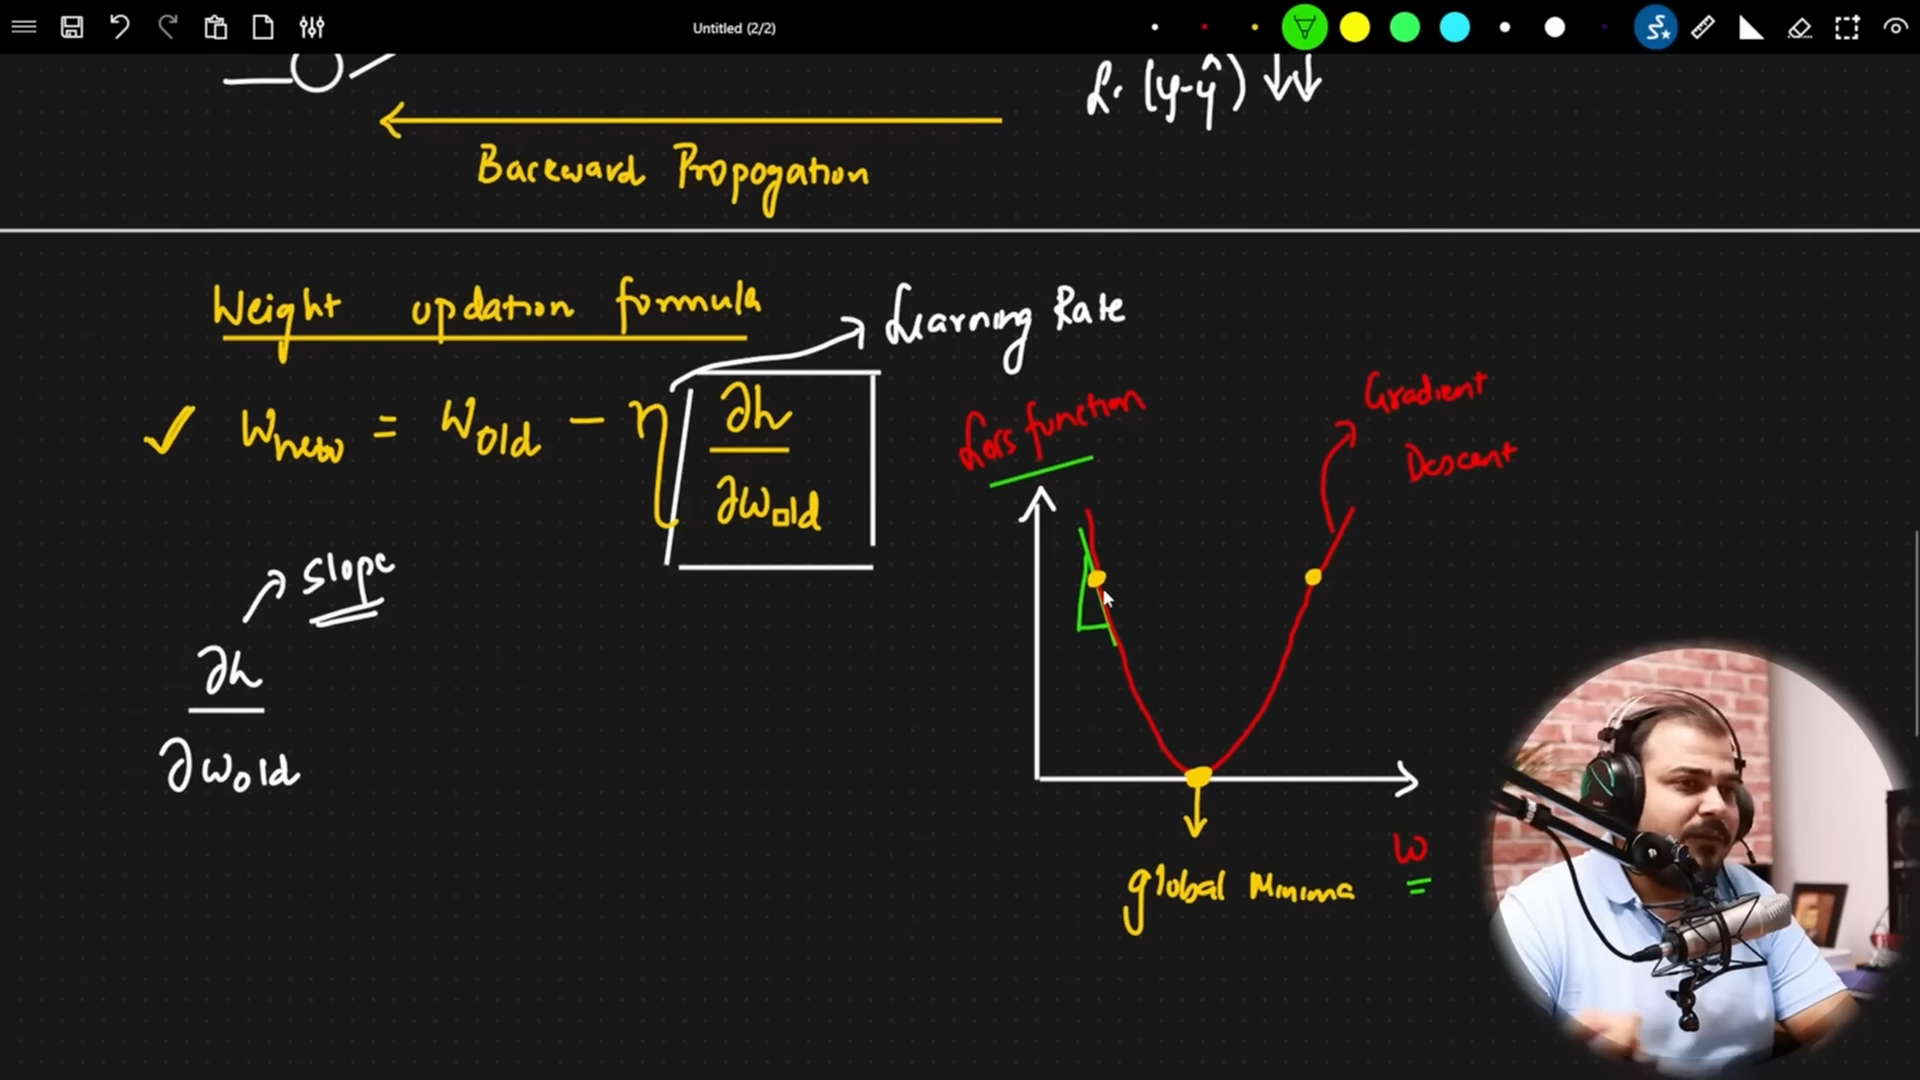 Untitled (2/2)
L. (y-ŷ) ↓↓
Backward Propogation
Weight updation formula
Learning Rate
✓ Wnew = Wold - η ∂h
∂wold
Loss function
Gradient
Descent
slope
∂h
∂wold
w
global Minima